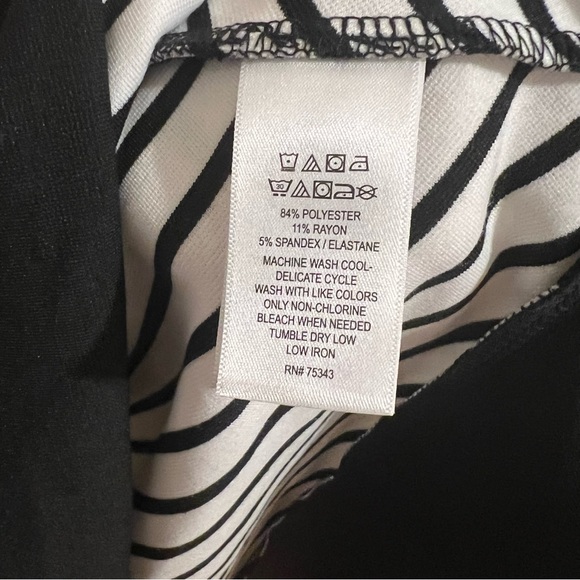 30
84% POLYESTER
11% RAYON
5% SPANDEX / ELASTANE
MACHINE WASH COOL-
DELICATE CYCLE
WASH WITH LIKE COLORS
ONLY NON-CHLORINE
BLEACH WHEN NEEDED
TUMBLE DRY LOW
LOW IRON
RN# 75343